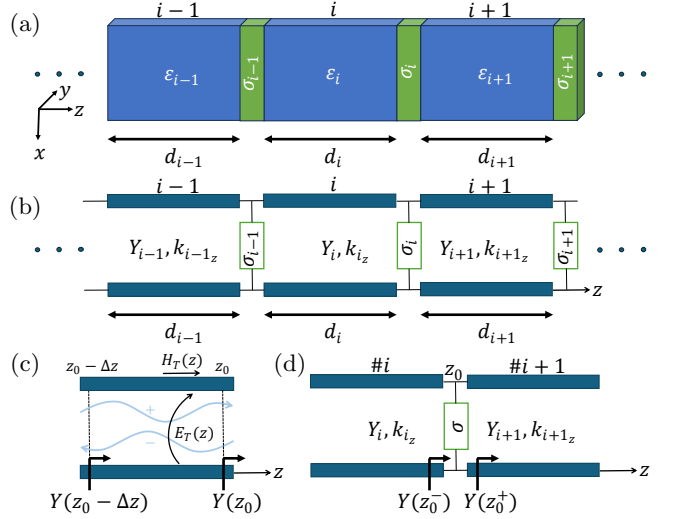 (a)
i − 1 i i + 1
ε_{i−1} σ_{i−1} ε_i σ_i ε_{i+1} σ_{i+1}
y
z
x
d_{i−1} d_i d_{i+1}
(b)
i − 1 i i + 1
Y_{i−1}, k_{i−1_z} σ_{i−1} Y_i, k_{i_z} σ_i Y_{i+1}, k_{i+1_z} σ_{i+1}
z
d_{i−1} d_i d_{i+1}
(c)
z_0 − Δz H_T(z) z_0
+
E_T(z)
−
z
Y(z_0 − Δz) Y(z_0)
(d)
#i z_0 #i + 1
Y_i, k_{i_z} σ Y_{i+1}, k_{i+1_z}
z
Y(z_0^−) Y(z_0^+)